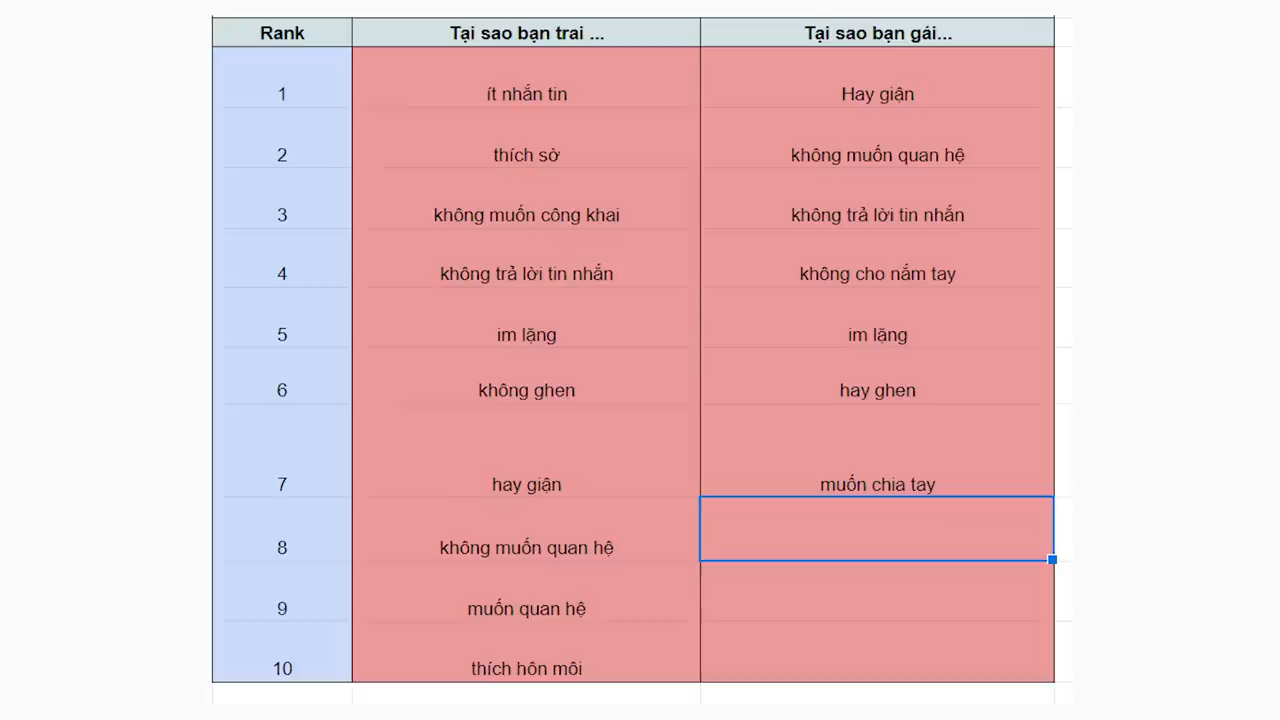 Rank Tại sao bạn trai ... Tại sao bạn gái...
1 ít nhắn tin Hay giận
2 thích sờ không muốn quan hệ
3 không muốn công khai không trả lời tin nhắn
4 không trả lời tin nhắn không cho nắm tay
5 im lặng im lặng
6 không ghen hay ghen
7 hay giận muốn chia tay
8 không muốn quan hệ
9 muốn quan hệ
10 thích hôn môi